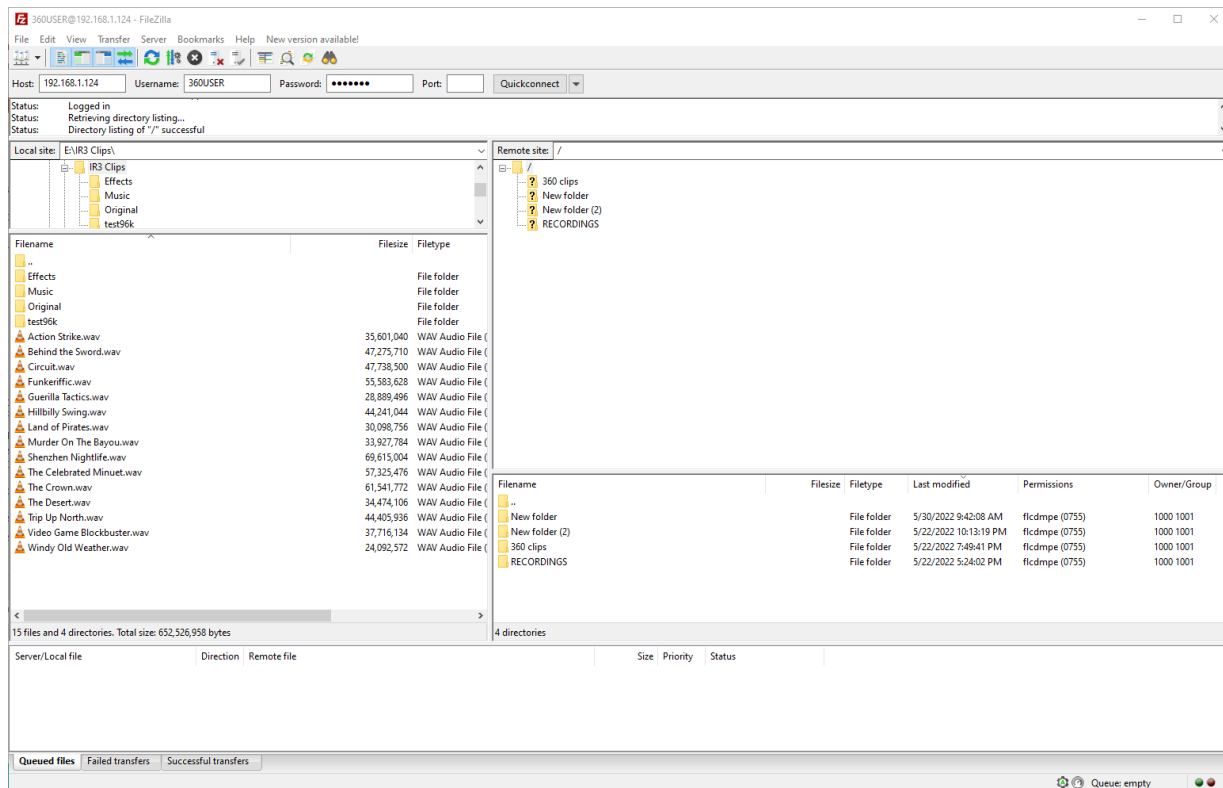 360USER@192.168.1.124 - FileZilla
File Edit View Transfer Server Bookmarks Help New version available!
Host: 192.168.1.124 Username: 360USER Password: ●●●●●●● Port: Quickconnect
Status: Logged in
Status: Retrieving directory listing...
Status: Directory listing of "/" successful
Local site: E:\IR3 Clips\
IR3 Clips
Effects
Music
Original
test96k
Filename Filesize Filetype
..
Effects File folder
Music File folder
Original File folder
test96k File folder
Action Strike.wav 35,601,040 WAV Audio File (
Behind the Sword.wav 47,275,710 WAV Audio File (
Circuit.wav 47,738,500 WAV Audio File (
Funkeriffic.wav 55,583,628 WAV Audio File (
Guerilla Tactics.wav 28,889,496 WAV Audio File (
Hillbilly Swing.wav 44,241,044 WAV Audio File (
Land of Pirates.wav 30,098,756 WAV Audio File (
Murder On The Bayou.wav 33,927,784 WAV Audio File (
Shenzhen Nightlife.wav 69,615,004 WAV Audio File (
The Celebrated Minuet.wav 57,325,476 WAV Audio File (
The Crown.wav 61,541,772 WAV Audio File (
The Desert.wav 34,474,106 WAV Audio File (
Trip Up North.wav 44,405,936 WAV Audio File (
Video Game Blockbuster.wav 37,716,134 WAV Audio File (
Windy Old Weather.wav 24,092,572 WAV Audio File (
15 files and 4 directories. Total size: 652,526,958 bytes
Remote site: /
/
? 360 clips
? New folder
? New folder (2)
? RECORDINGS
Filename Filesize Filetype Last modified Permissions Owner/Group
..
New folder File folder 5/30/2022 9:42:08 AM flcdmpe (0755) 1000 1001
New folder (2) File folder 5/22/2022 10:13:19 PM flcdmpe (0755) 1000 1001
360 clips File folder 5/22/2022 7:49:41 PM flcdmpe (0755) 1000 1001
RECORDINGS File folder 5/22/2022 5:24:02 PM flcdmpe (0755) 1000 1001
4 directories
Server/Local file Direction Remote file Size Priority Status
Queued files Failed transfers Successful transfers
Queue: empty